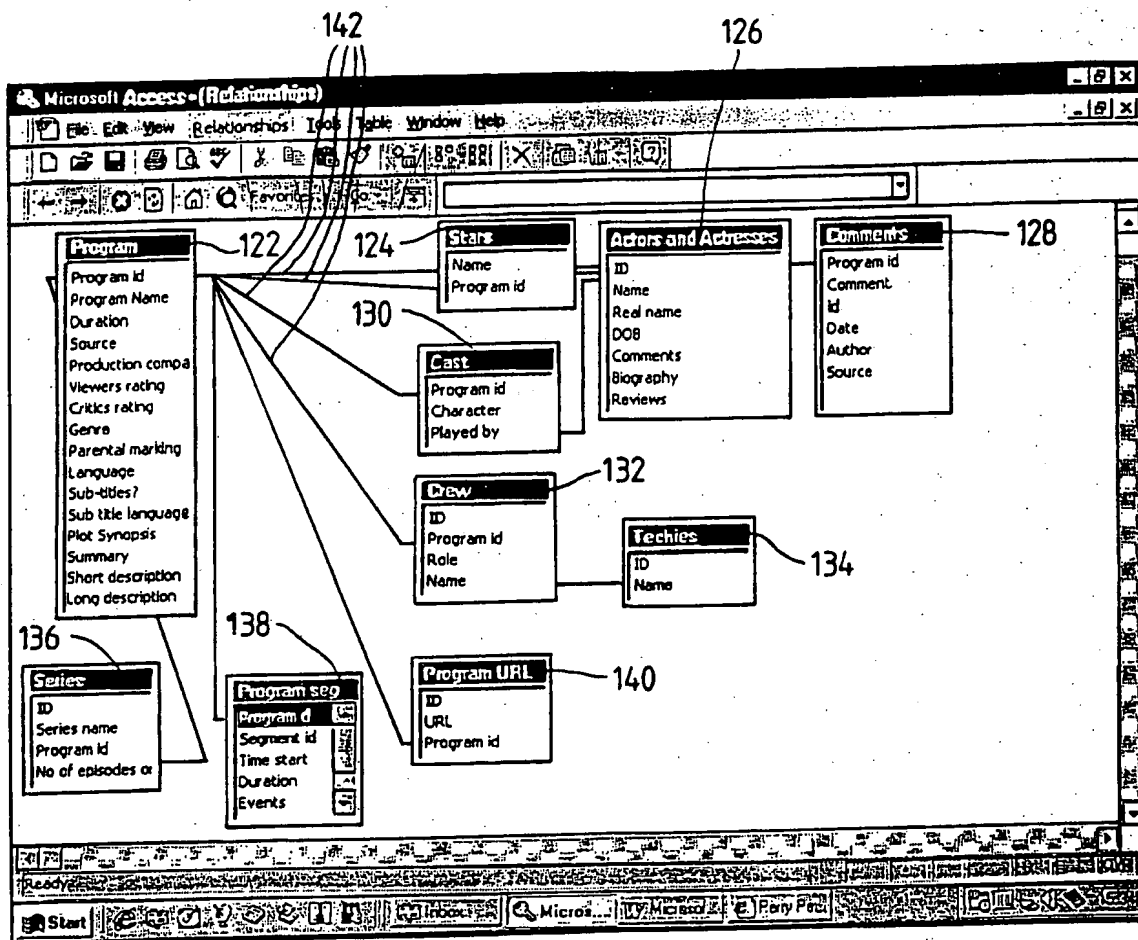 142
126
Microsoft Access - (Relationships)
File Edit View Relationships Tools Table Window Help
Program
122
Program id
Program Name
Duration
Source
Production compa
Viewers rating
Critics rating
Genre
Parental marking
Language
Sub-titles?
Sub title language
Plot Synopsis
Summary
Short description
Long description
124
Stars
Name
Program id
Actors and Actresses
ID
Name
Real name
DOB
Comments
Biography
Reviews
Comments
128
Program id
Comment
Id
Date
Author
Source
130
Cast
Program id
Character
Played by
132
Crew
ID
Program id
Role
Name
Techies
134
ID
Name
136
Series
ID
Series name
Program id
No of episodes or
138
Program seg
Program d
Segment id
Time start
Duration
Events
Program URL
140
ID
URL
Program id
Ready
Start
Inbox
Micros...